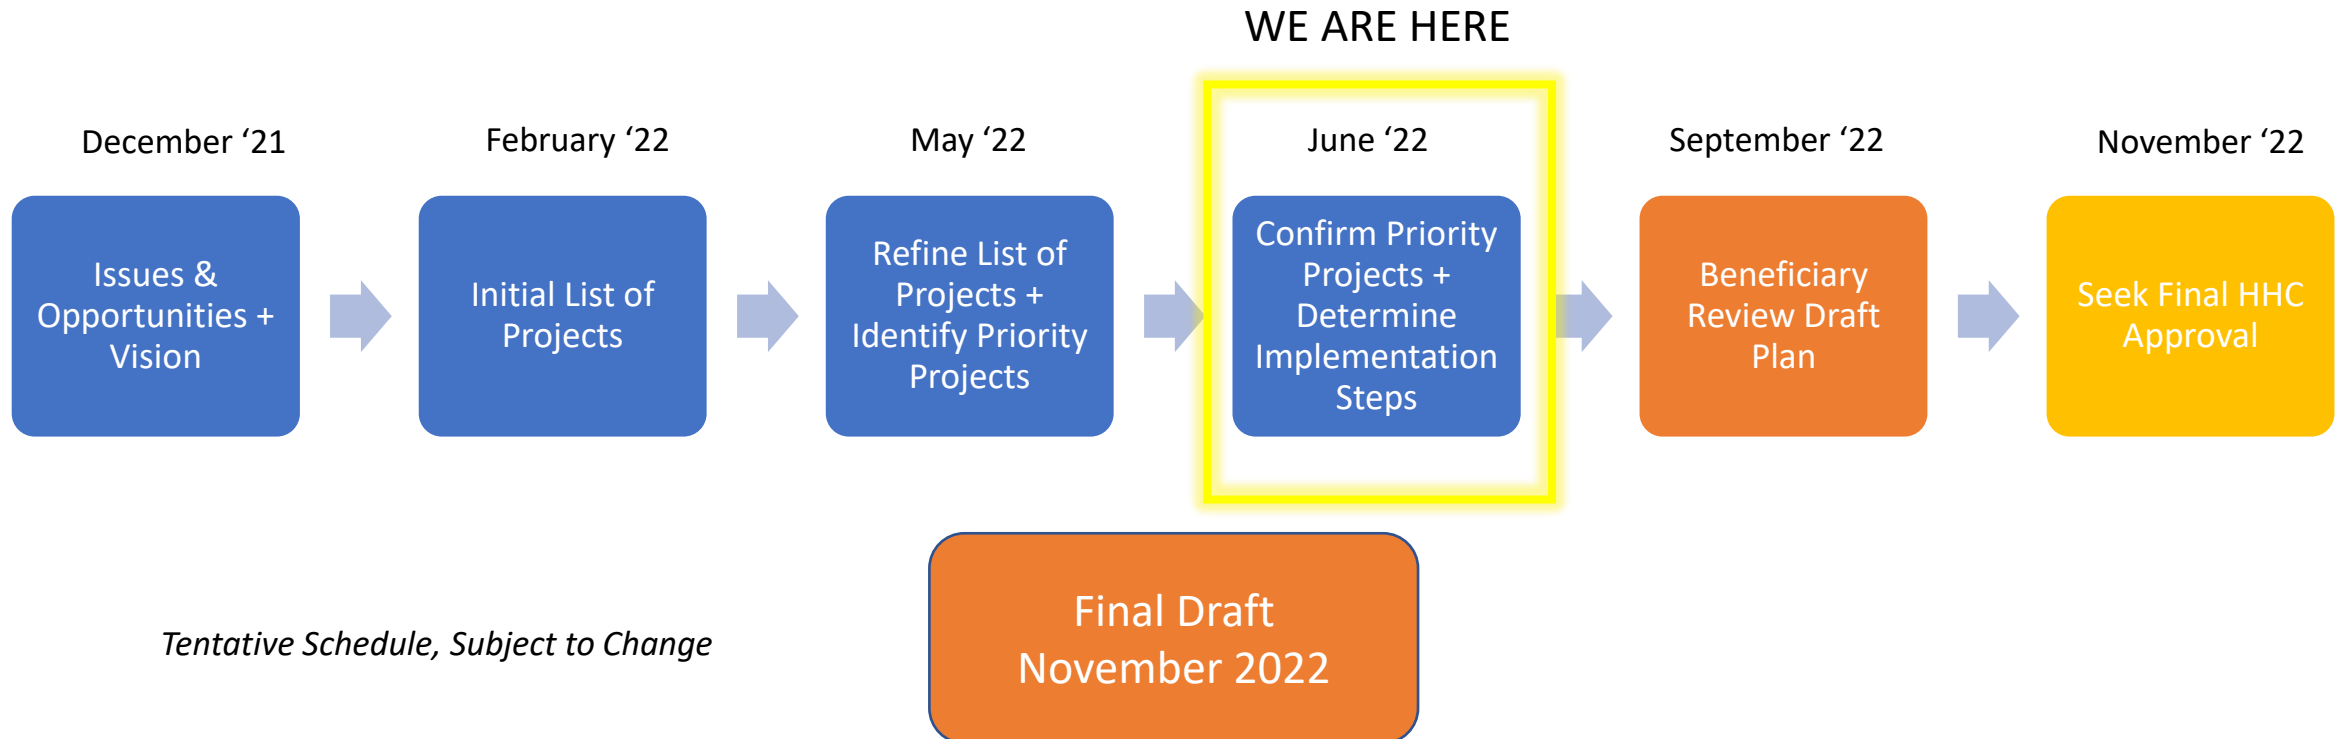 WE ARE HERE
December ‘21
February ‘22
May ‘22
June ‘22
September ‘22
November ‘22
Issues &
Opportunities +
Vision
Initial List of
Projects
Refine List of
Projects +
Identify Priority
Projects
Confirm Priority
Projects +
Determine
Implementation
Steps
Beneficiary
Review Draft
Plan
Seek Final HHC
Approval
Final Draft
November 2022
Tentative Schedule, Subject to Change